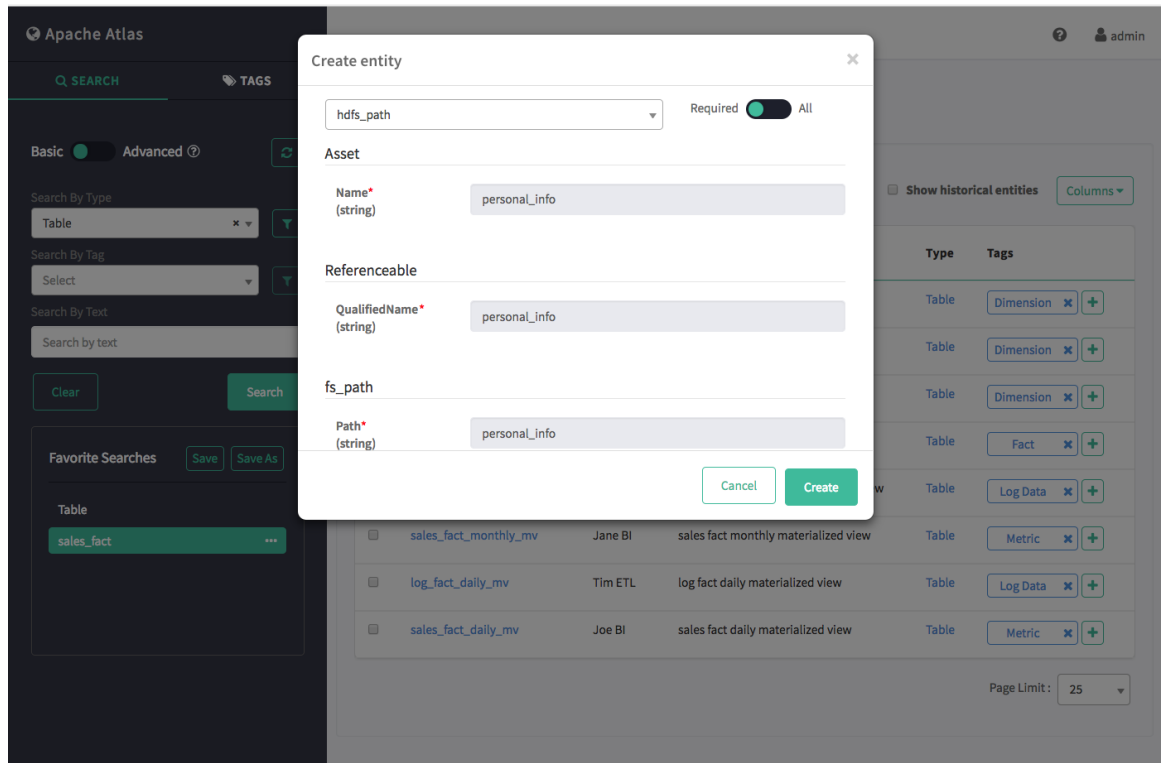 Apache Atlas
admin
SEARCH
TAGS
Basic
Advanced
Search By Type
Table
Search By Tag
Select
Search By Text
Search by text
Clear
Search
Favorite Searches
Save
Save As
Table
sales_fact
Create entity
hdfs_path
Required
All
Asset
Name*
(string)
personal_info
Referenceable
QualifiedName*
(string)
personal_info
fs_path
Path*
(string)
personal_info
Cancel
Create
Show historical entities
Columns
Type Tags
Table Dimension
Table Dimension
Table Dimension
Table Fact
Table Log Data
sales_fact_monthly_mv Jane BI sales fact monthly materialized view Table Metric
log_fact_daily_mv Tim ETL log fact daily materialized view Table Log Data
sales_fact_daily_mv Joe BI sales fact daily materialized view Table Metric
Page Limit : 25